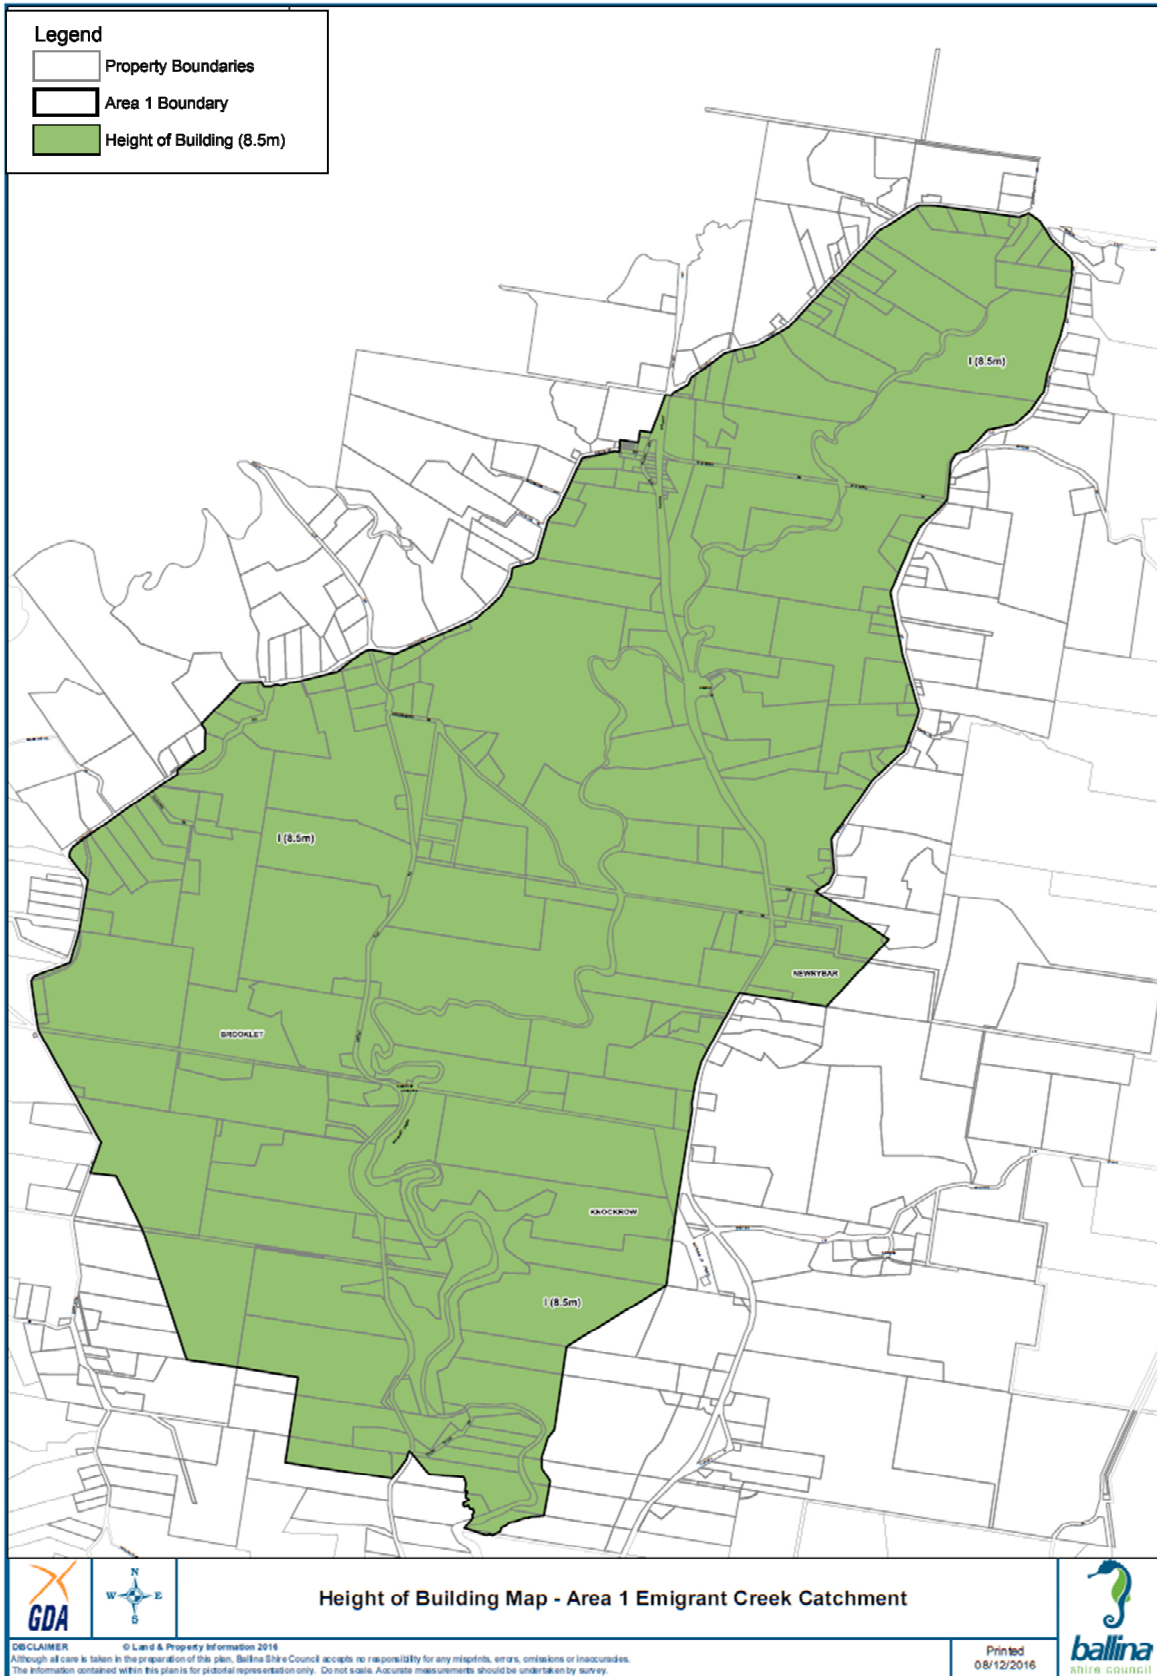 Legend
Property Boundaries
Area 1 Boundary
Height of Building (8.5m)
I (8.5m)
I (8.5m)
NEWRYBAR
BROOKLET
KNOCKROW
I (8.5m)
GDA
N
W E
S
Height of Building Map - Area 1 Emigrant Creek Catchment
ballina
shire council
DISCLAIMER © Land & Property Information 2016
Although all care is taken in the preparation of this plan, Ballina Shire Council accepts no responsibility for any misprints, errors, omissions or inaccuracies.
The information contained within this plan is for pictorial representation only. Do not scale. Accurate measurements should be undertaken by survey.
Printed
08/12/2016